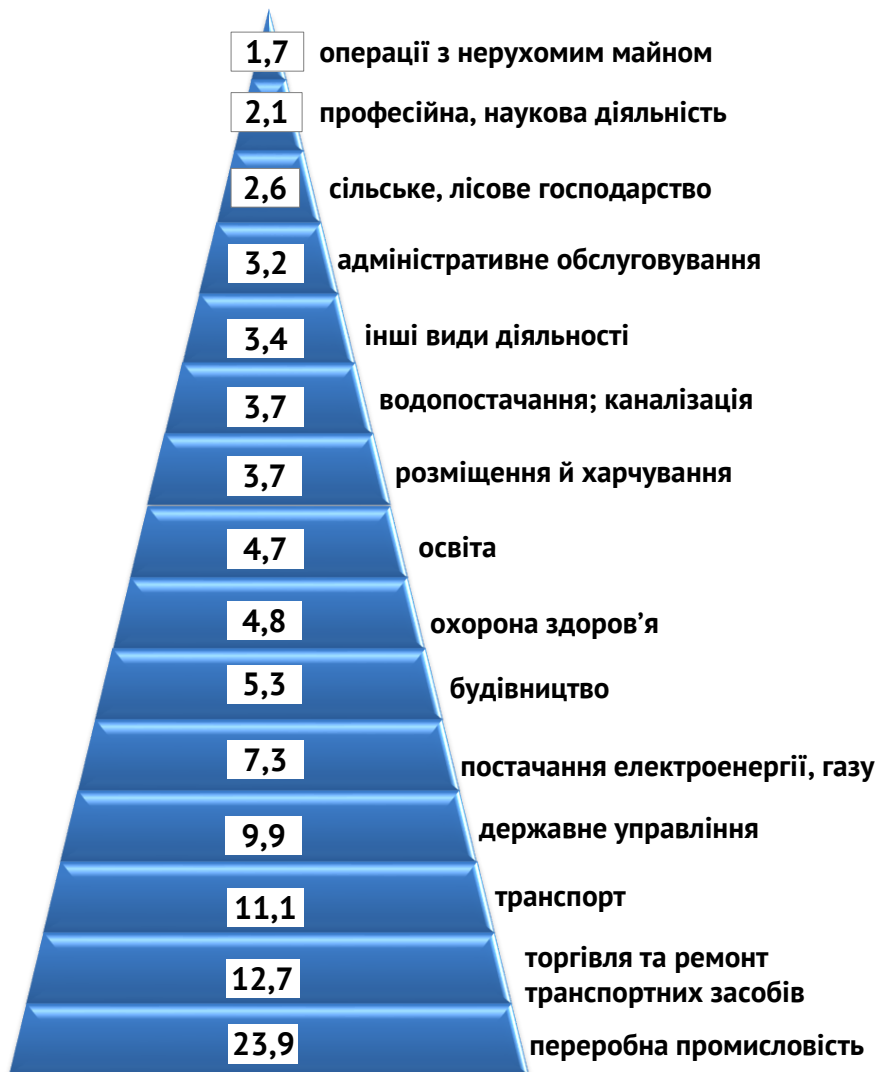 1,7 операції з нерухомим майном
2,1 професійна, наукова діяльність
2,6 сільське, лісове господарство
3,2 адміністративне обслуговування
3,4 інші види діяльності
3,7 водопостачання; каналізація
3,7 розміщення й харчування
4,7 освіта
4,8 охорона здоров’я
5,3 будівництво
7,3 постачання електроенергії, газу
9,9 державне управління
11,1 транспорт
12,7 торгівля та ремонт
транспортних засобів
23,9 переробна промисловість